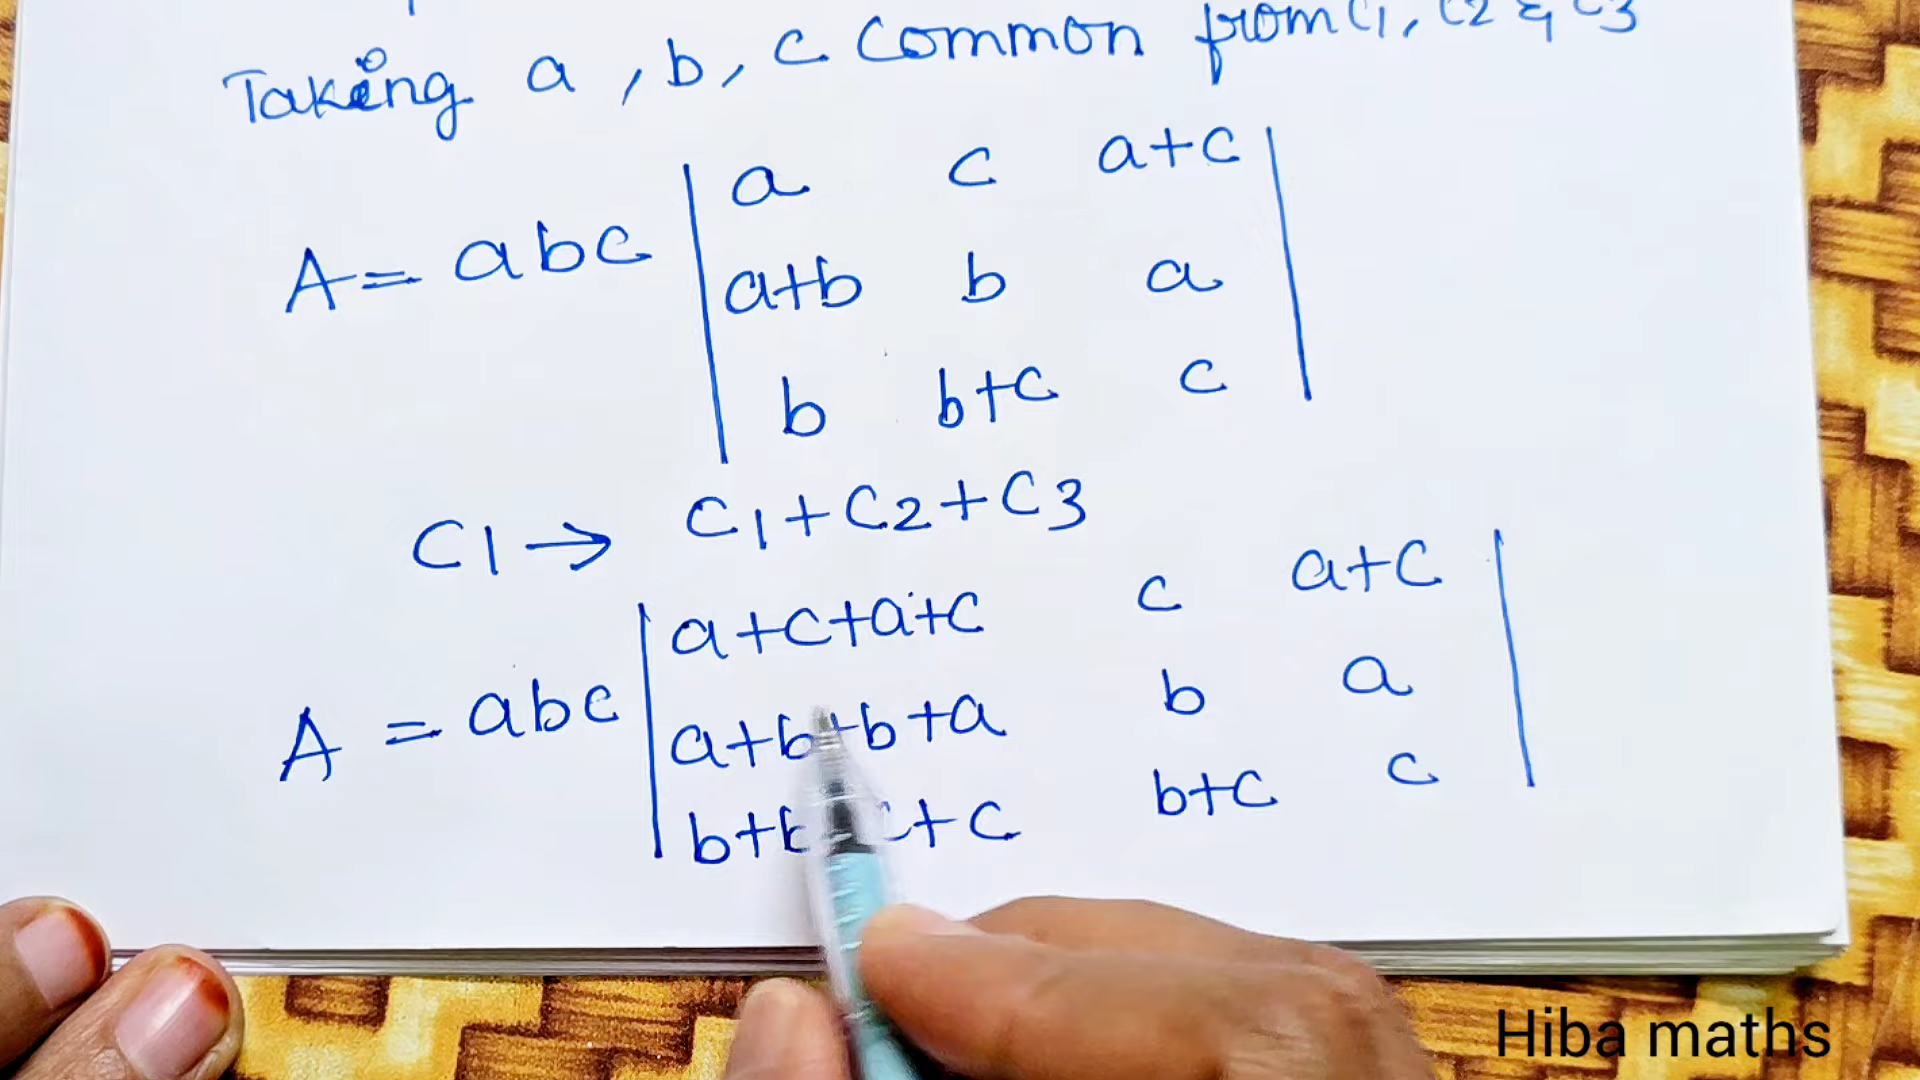 Taking a, b, c common from C1, C2 & C3
a c a+c
A = abc a+b b a
b b+c c
C1 → C1+C2+C3
a+c+a+c c a+c
A = abc a+b+b+a b a
b+b+c+c b+c c
Hiba maths